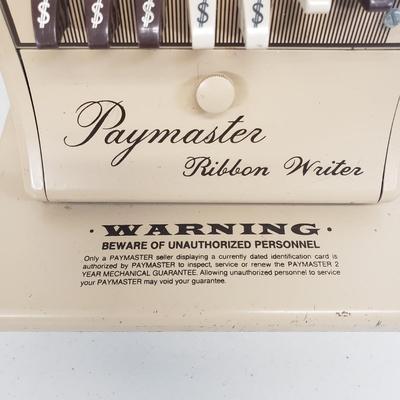 $ $ $ $
Paymaster
Ribbon Writer
· WARNING ·
BEWARE OF UNAUTHORIZED PERSONNEL
Only a PAYMASTER seller displaying a currently dated identification card is
authorized by PAYMASTER to inspect, service or renew the PAYMASTER 2
YEAR MECHANICAL GUARANTEE. Allowing unauthorized personnel to service
your PAYMASTER may void your guarantee.